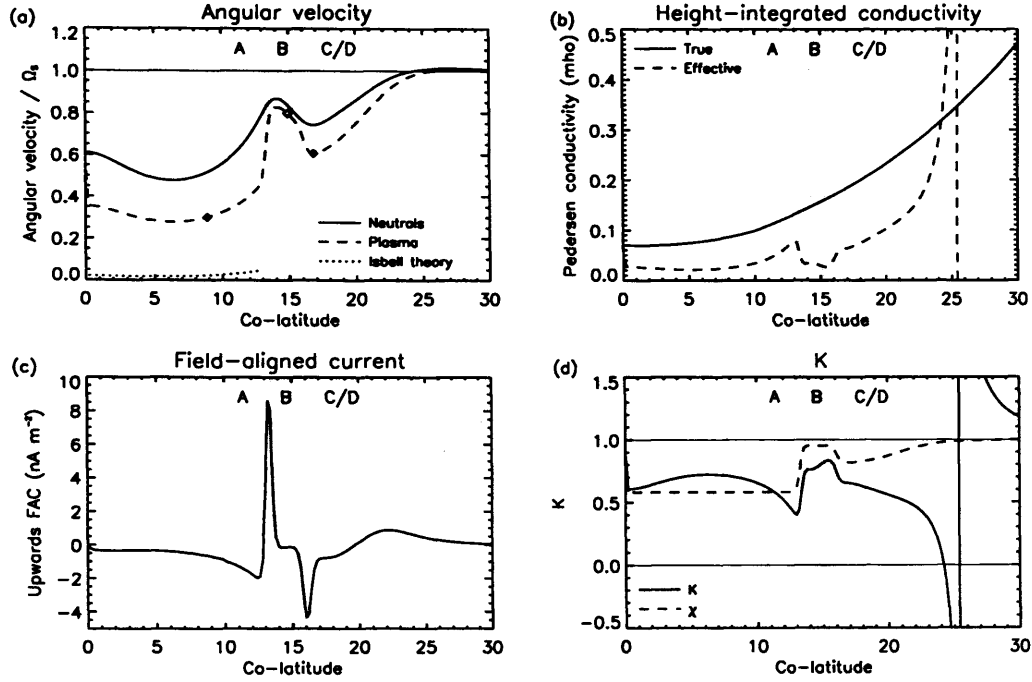 (a)
Angular velocity
A B C/D
1.2
1.0
0.8
0.6
0.4
0.2
0.0
Angular velocity / Ωs
Neutrals
Plasma
Isbell theory
0 5 10 15 20 25 30
Co-latitude
(b)
Height-integrated conductivity
A B C/D
0.5
0.4
0.3
0.2
0.1
0.0
Pedersen conductivity (mho)
True
Effective
0 5 10 15 20 25 30
Co-latitude
(c)
Field-aligned current
A B C/D
10
8
6
4
2
0
-2
-4
Upwards FAC (nA m⁻²)
0 5 10 15 20 25 30
Co-latitude
(d)
K
A B C/D
1.5
1.0
0.5
0.0
-0.5
K
K
χ
0 10 20 30
Co-latitude